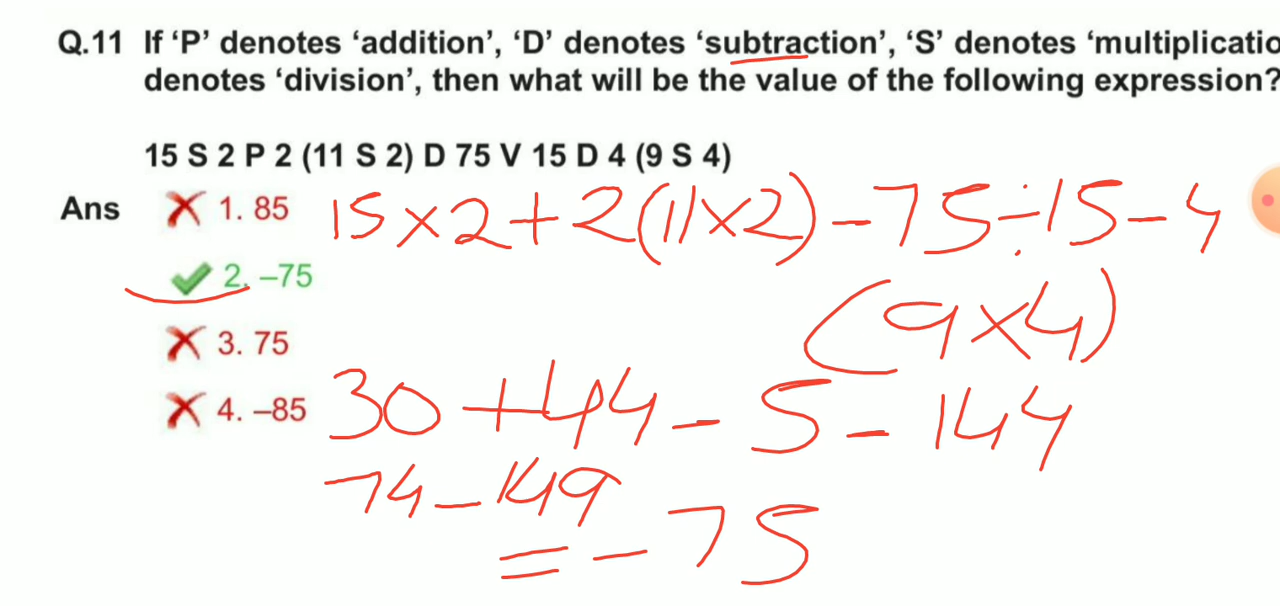 Q.11 If ‘P’ denotes ‘addition’, ‘D’ denotes ‘subtraction’, ‘S’ denotes ‘multiplicatio
denotes ‘division’, then what will be the value of the following expression?
15 S 2 P 2 (11 S 2) D 75 V 15 D 4 (9 S 4)
Ans 1. 85
15×2+2(11×2)-75÷15-4
2. –75
(9×4)
3. 75
4. –85
30+44-5-144
74-149
=-75